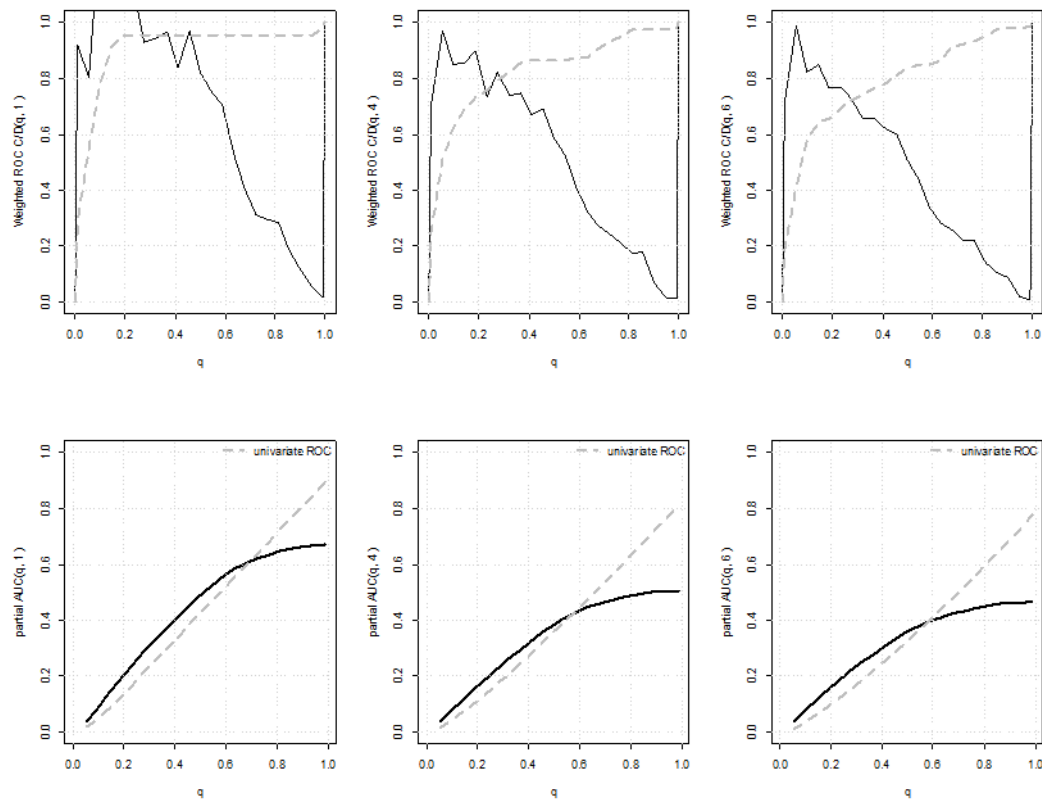 Weighted ROC C/D(q, 1)
0.0 0.2 0.4 0.6 0.8 1.0
0.0 0.2 0.4 0.6 0.8 1.0
q
Weighted ROC C/D(q, 4)
0.0 0.2 0.4 0.6 0.8 1.0
0.0 0.2 0.4 0.6 0.8 1.0
q
Weighted ROC C/D(q, 6)
0.0 0.2 0.4 0.6 0.8 1.0
0.0 0.2 0.4 0.6 0.8 1.0
q
partial AUC(q, 1)
0.0 0.2 0.4 0.6 0.8 1.0
univariate ROC
0.0 0.2 0.4 0.6 0.8 1.0
q
partial AUC(q, 4)
0.0 0.2 0.4 0.6 0.8 1.0
univariate ROC
0.0 0.2 0.4 0.6 0.8 1.0
q
partial AUC(q, 6)
0.0 0.2 0.4 0.6 0.8 1.0
univariate ROC
0.0 0.2 0.4 0.6 0.8 1.0
q